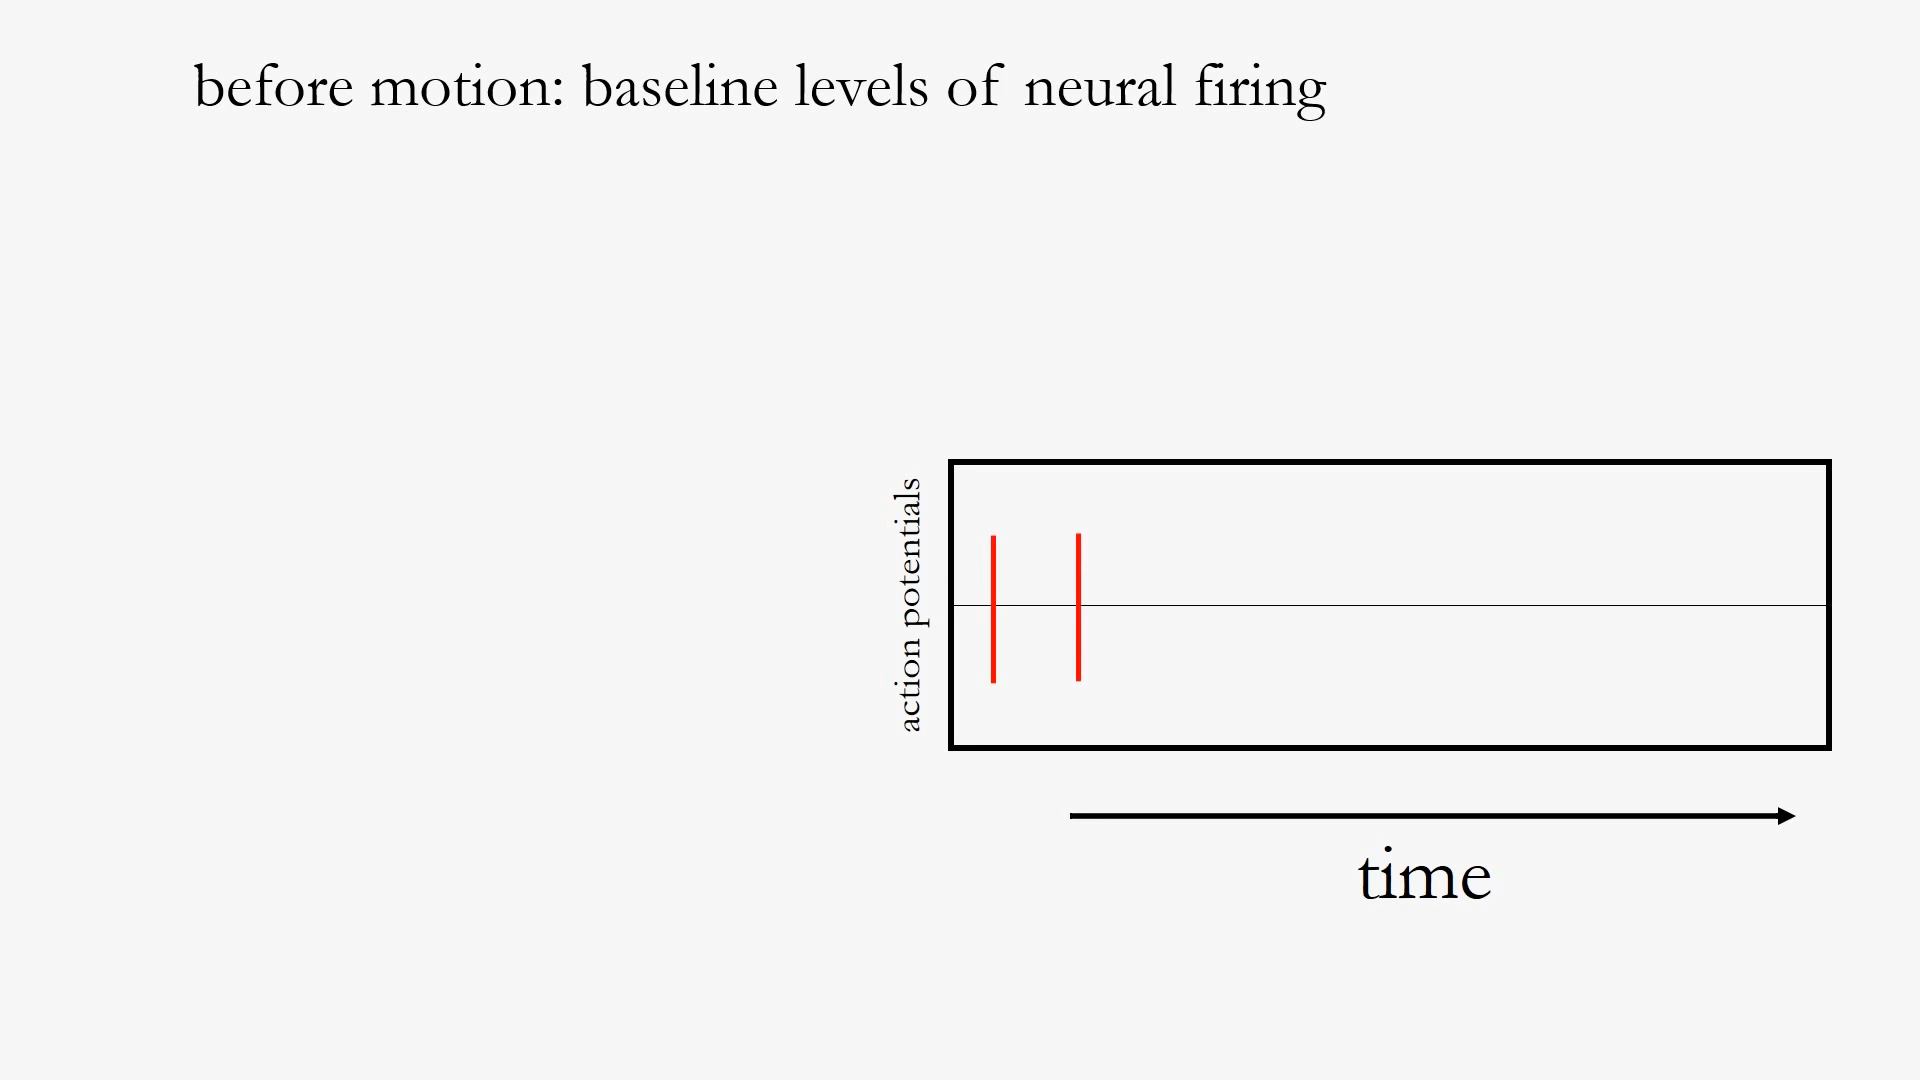 before motion: baseline levels of neural firing
action potentials
time